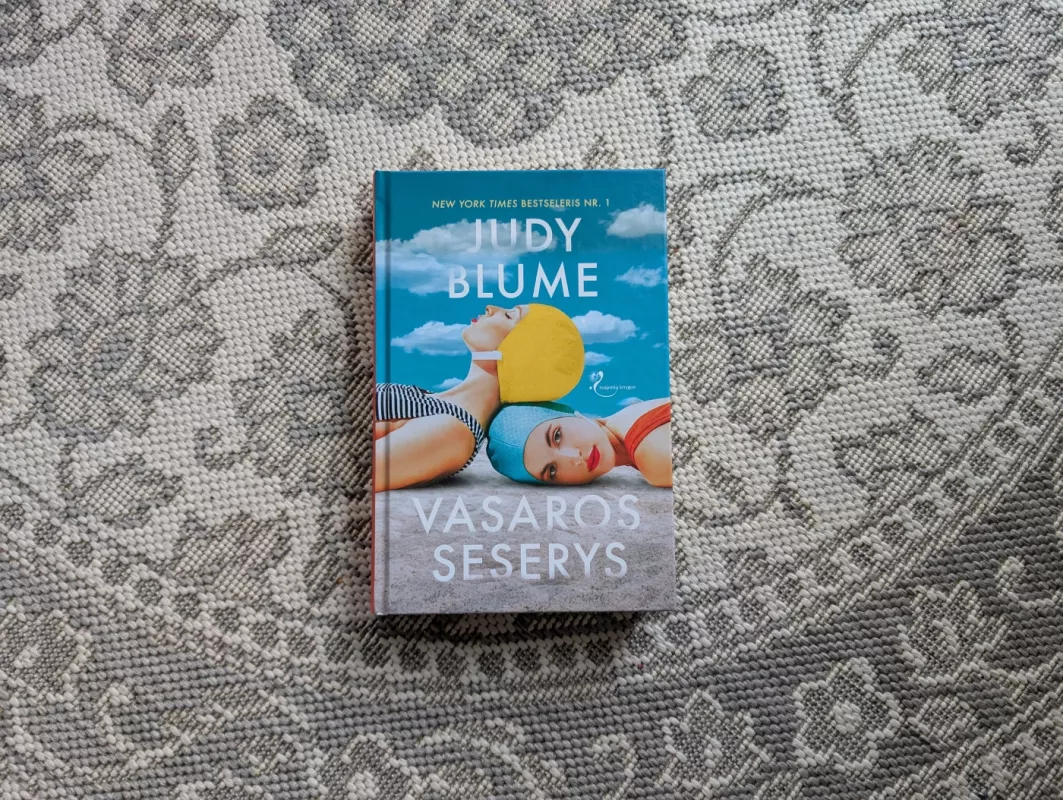 NEW YORK TIMES BESTSELERIS NR. 1
JUDY
BLUME
VASAROS
SESERYS